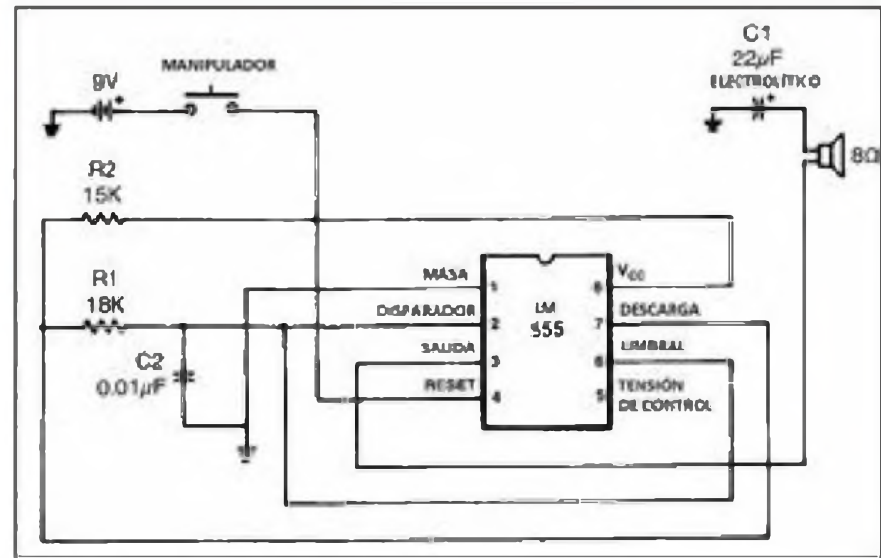 C1
22µF
ELECTROLÍTICO
MANIPULADOR
9V
+
+
8Ω
R2
15K
R1
18K
C2
0.01µF
MASA
DISPARADOR
SALIDA
RESET
1
2
3
4
LM
555
8
7
6
5
VCC
DESCARGA
UMBRAL
TENSIÓN
DE CONTROL